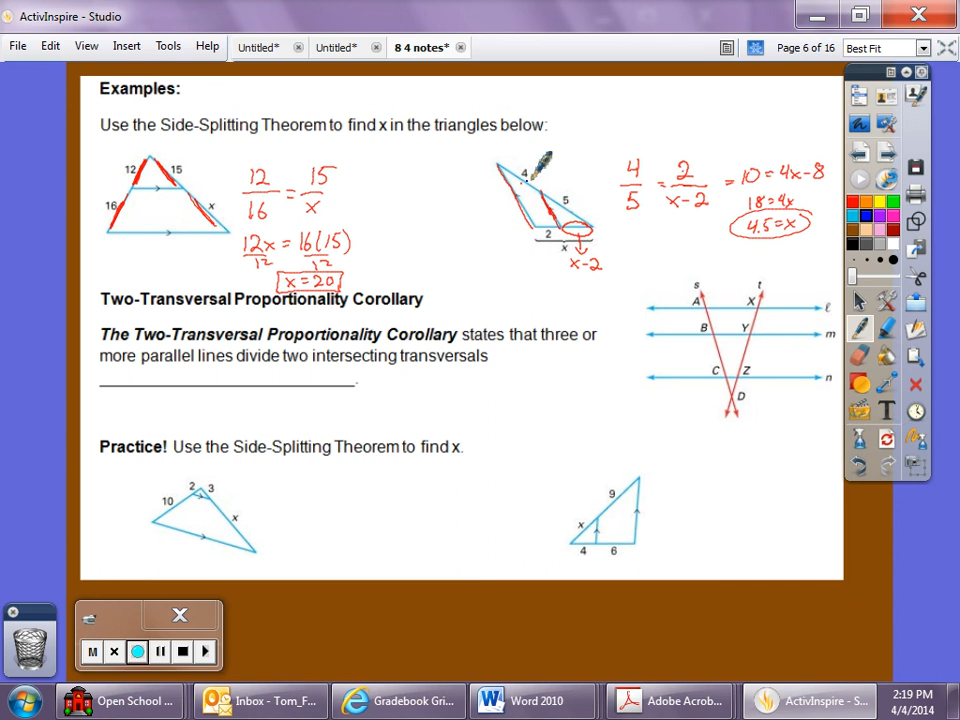 ActivInspire - Studio
File Edit View Insert Tools Help Untitled* Untitled* 8 4 notes* Page 6 of 16 Best Fit
Examples:
Use the Side-Splitting Theorem to find x in the triangles below:
12 15
16 x
12/16 = 15/x
12x = 16(15)
12 12
x = 20
4
5
2
x
x-2
4/5 = 2/x-2 = 10 = 4x-8
18 = 4x
4.5 = x
Two-Transversal Proportionality Corollary
The Two-Transversal Proportionality Corollary states that three or
more parallel lines divide two intersecting transversals
____________________________.
s t
A X ℓ
B Y m
C Z n
D
Practice! Use the Side-Splitting Theorem to find x.
2 3
10
x
9
x
4 6
M
Open School ... Inbox - Tom_F... Gradebook Gri... Word 2010 Adobe Acrob... ActivInspire - S...
2:19 PM
4/4/2014